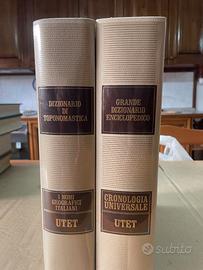 DIZIONARIO
DI
TOPONOMASTICA
I NOMI
GEOGRAFICI
ITALIANI
UTET
GRANDE
DIZIONARIO
ENCICLOPEDICO
CRONOLOGIA
UNIVERSALE
UTET
subito